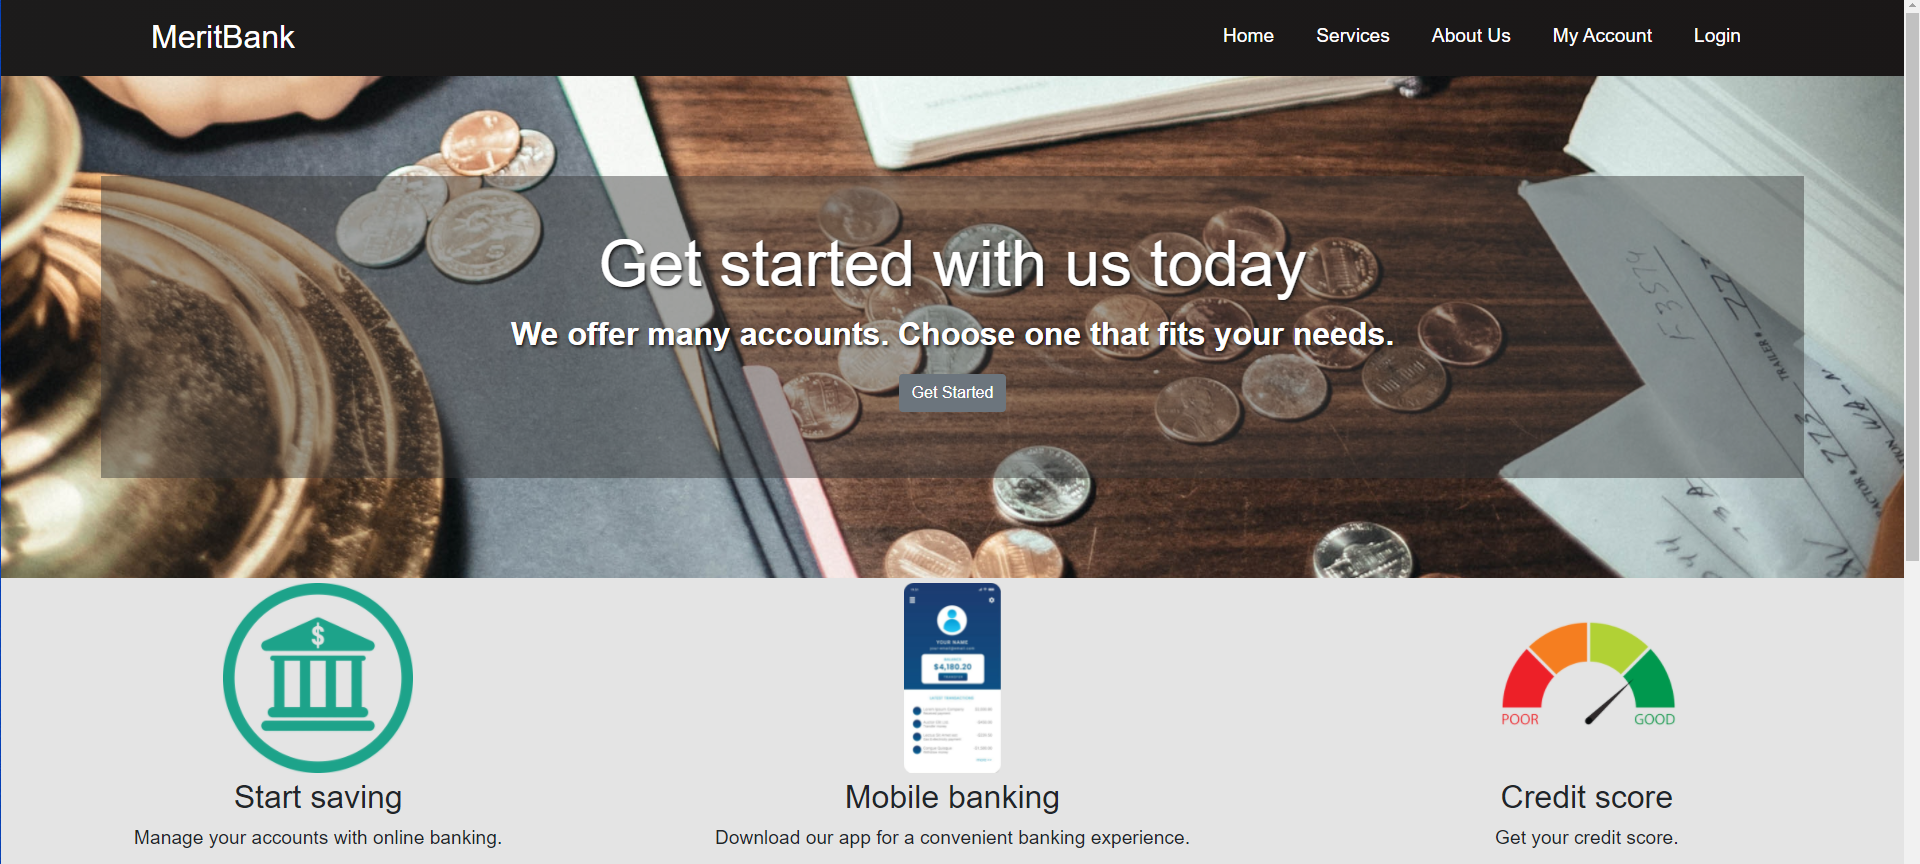 MeritBank
Home Services About Us My Account Login
Get started with us today
We offer many accounts. Choose one that fits your needs.
Get Started
TRAILER
$
YOUR NAME
$4,180.20
POOR GOOD
Start saving
Mobile banking
Credit score
Manage your accounts with online banking.
Download our app for a convenient banking experience.
Get your credit score.